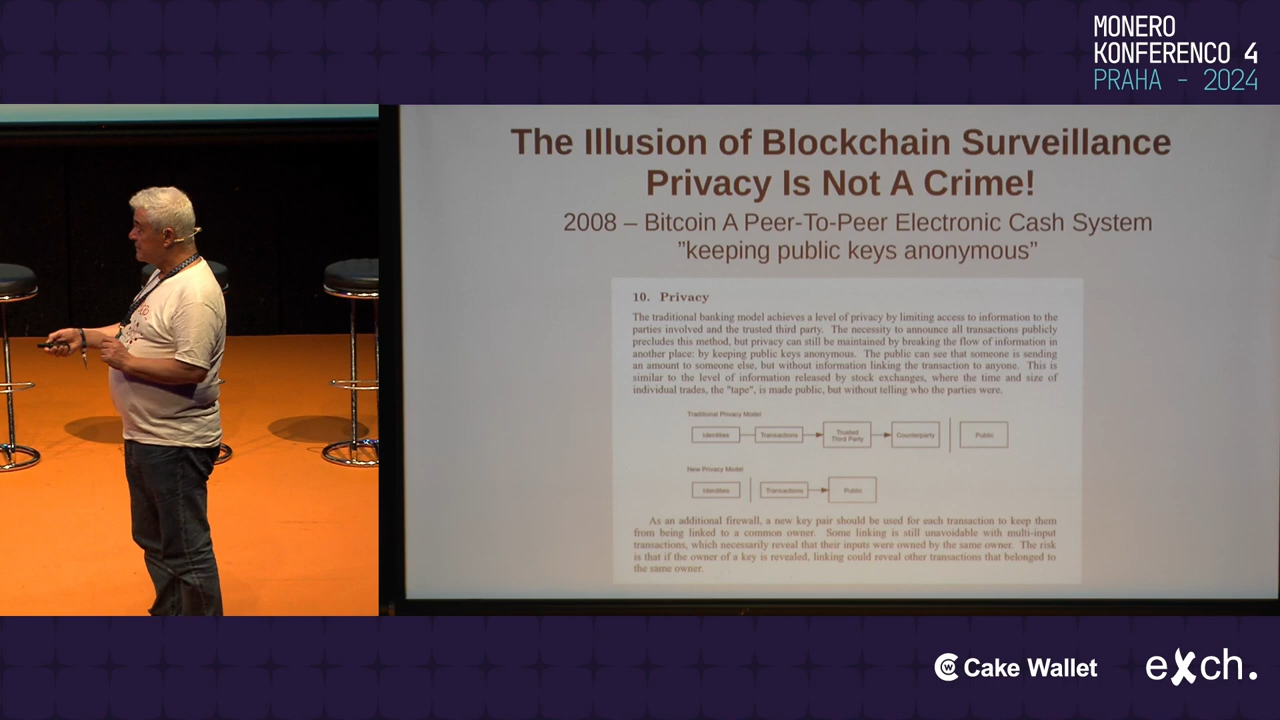 MONERO
KONFERENCO 4
PRAHA - 2024
The Illusion of Blockchain Surveillance
Privacy Is Not A Crime!
2008 – Bitcoin A Peer-To-Peer Electronic Cash System
”keeping public keys anonymous”
10. Privacy
The traditional banking model achieves a level of privacy by limiting access to information to the
parties involved and the trusted third party. The necessity to announce all transactions publicly
precludes this method, but privacy can still be maintained by breaking the flow of information in
another place: by keeping public keys anonymous. The public can see that someone is sending
an amount to someone else, but without information linking the transaction to anyone. This is
similar to the level of information released by stock exchanges, where the time and size of
individual trades, the "tape", is made public, but without telling who the parties were.
Traditional Privacy Model
Identities
Transactions
Trusted
Third Party
Counterparty
Public
New Privacy Model
Identities
Transactions
Public
As an additional firewall, a new key pair should be used for each transaction to keep them
from being linked to a common owner. Some linking is still unavoidable with multi-input
transactions, which necessarily reveal that their inputs were owned by the same owner. The risk
is that if the owner of a key is revealed, linking could reveal other transactions that belonged to
the same owner.
Cake Wallet
exch.